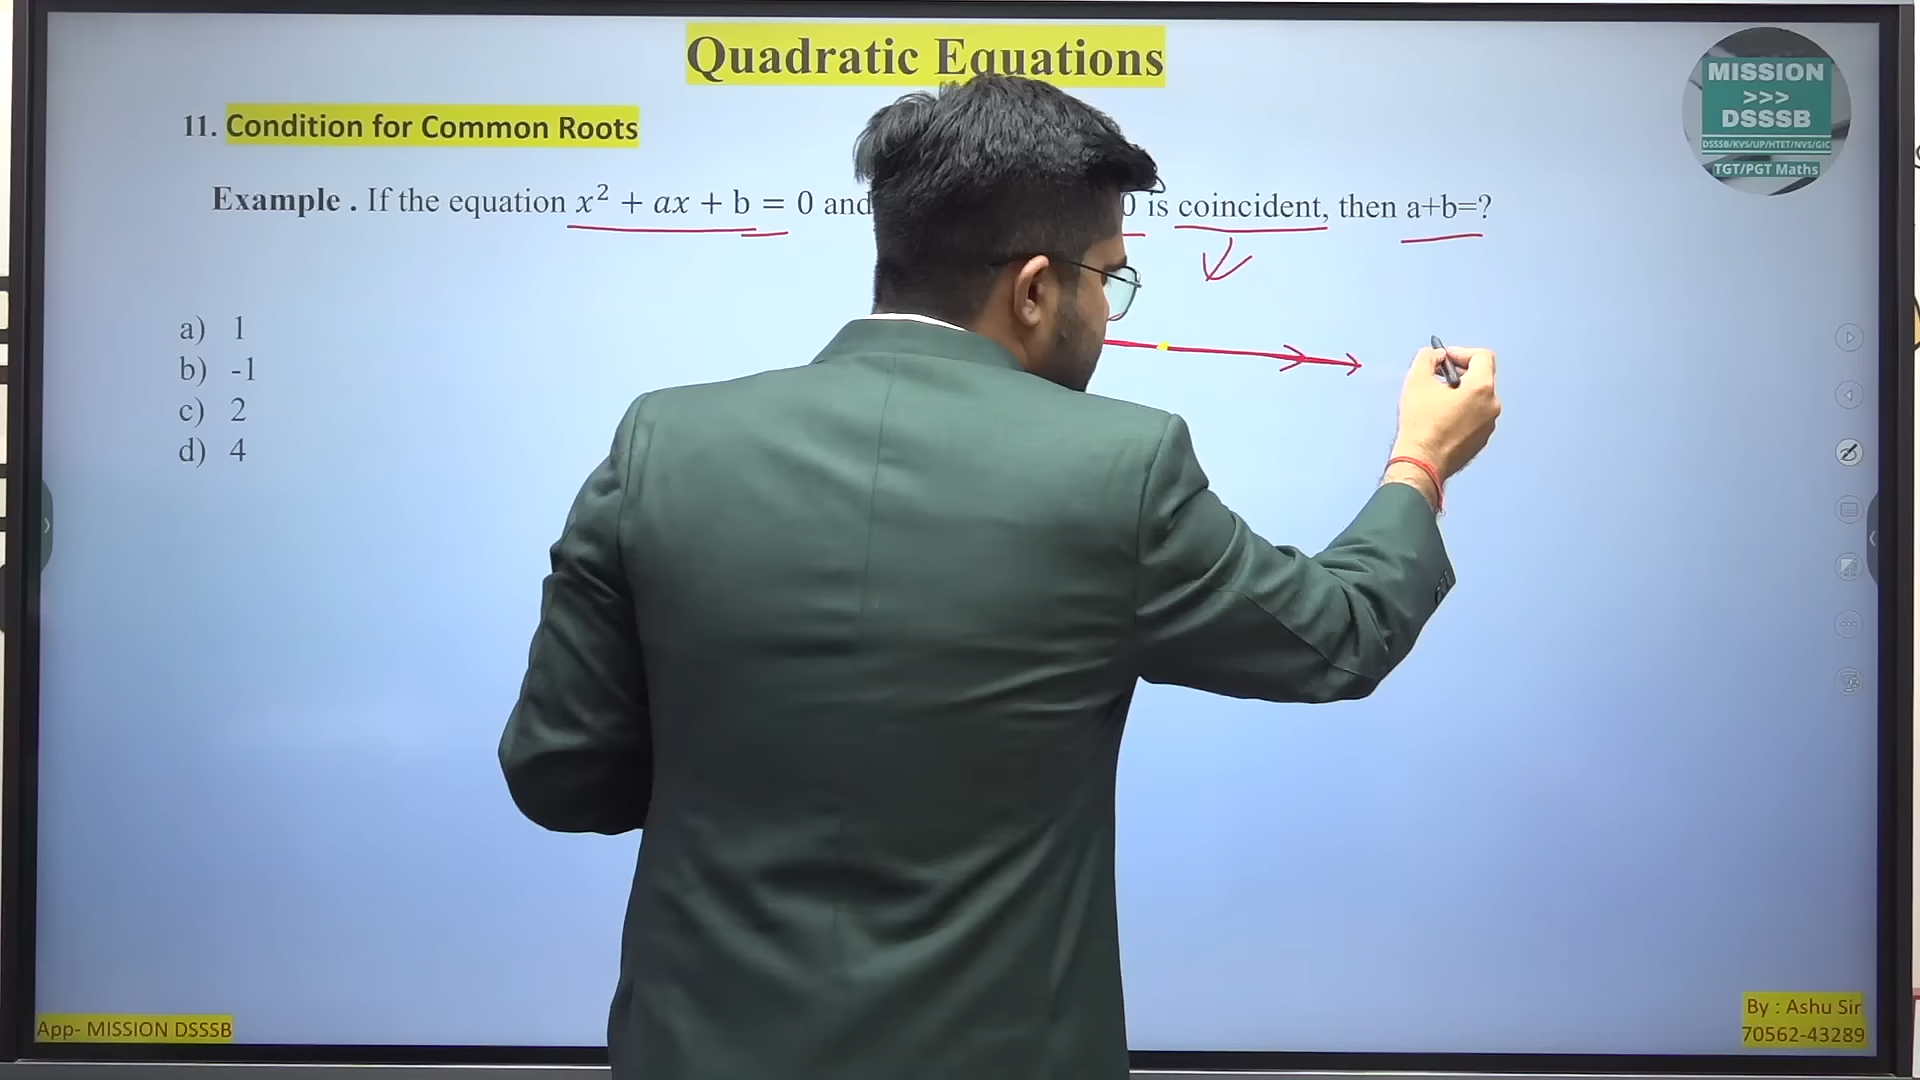 Quadratic Equations
MISSION
>>>
DSSSB
DSSSB/KVS/UP/HTET/NVS/GIC
TGT/PGT Maths
11. Condition for Common Roots
Example . If the equation x² + ax + b = 0 and 0 is coincident, then a+b=?
a) 1
b) -1
c) 2
d) 4
App- MISSION DSSSB
By : Ashu Sir
70562-43289